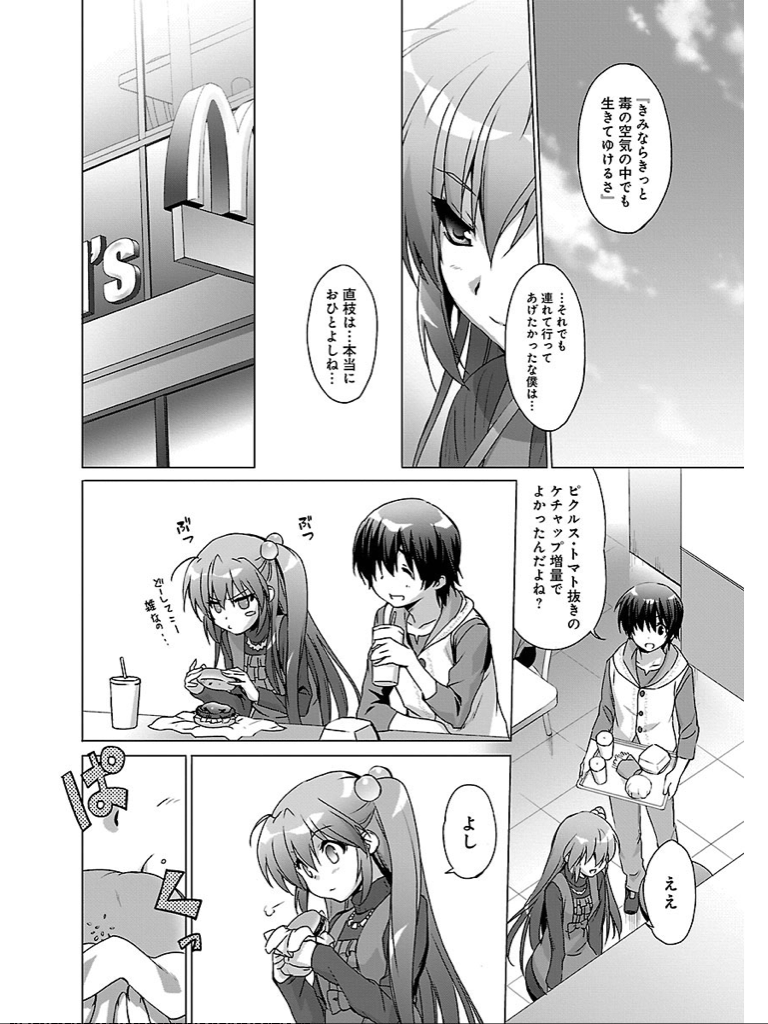 『きみならきっと
毒の空気の中でも
生きてゆけるさ』
…それでも
連れて行って
あげたかったな僕は…
直枝は…本当に
おひとよしね…
's
ピクルス・トマト抜きの
ケチャップ増量で
よかったんだよね？
ええ
ぶつ
ぶつ
どーしてこー
雑なの…
よし
ぱ
くっ